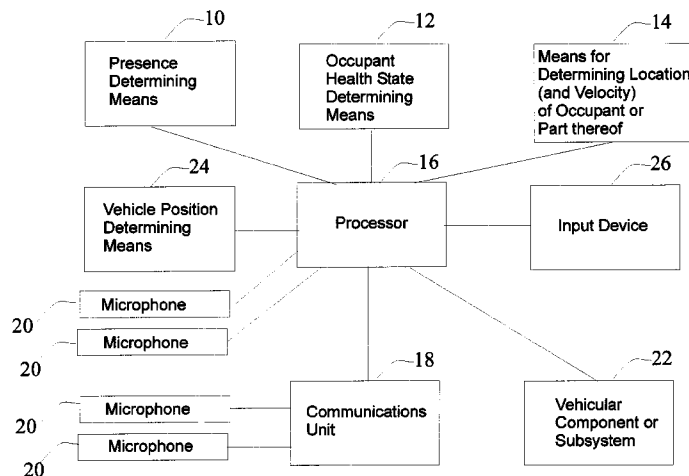 10
Presence
Determining
Means
12
Occupant
Health State
Determining
Means
14
Means for
Determining Location
(and Velocity)
of Occupant or
Part thereof
24
Vehicle Position
Determining
Means
16
Processor
26
Input Device
20
Microphone
20
Microphone
20
Microphone
20
Microphone
18
Communications
Unit
22
Vehicular
Component or
Subsystem